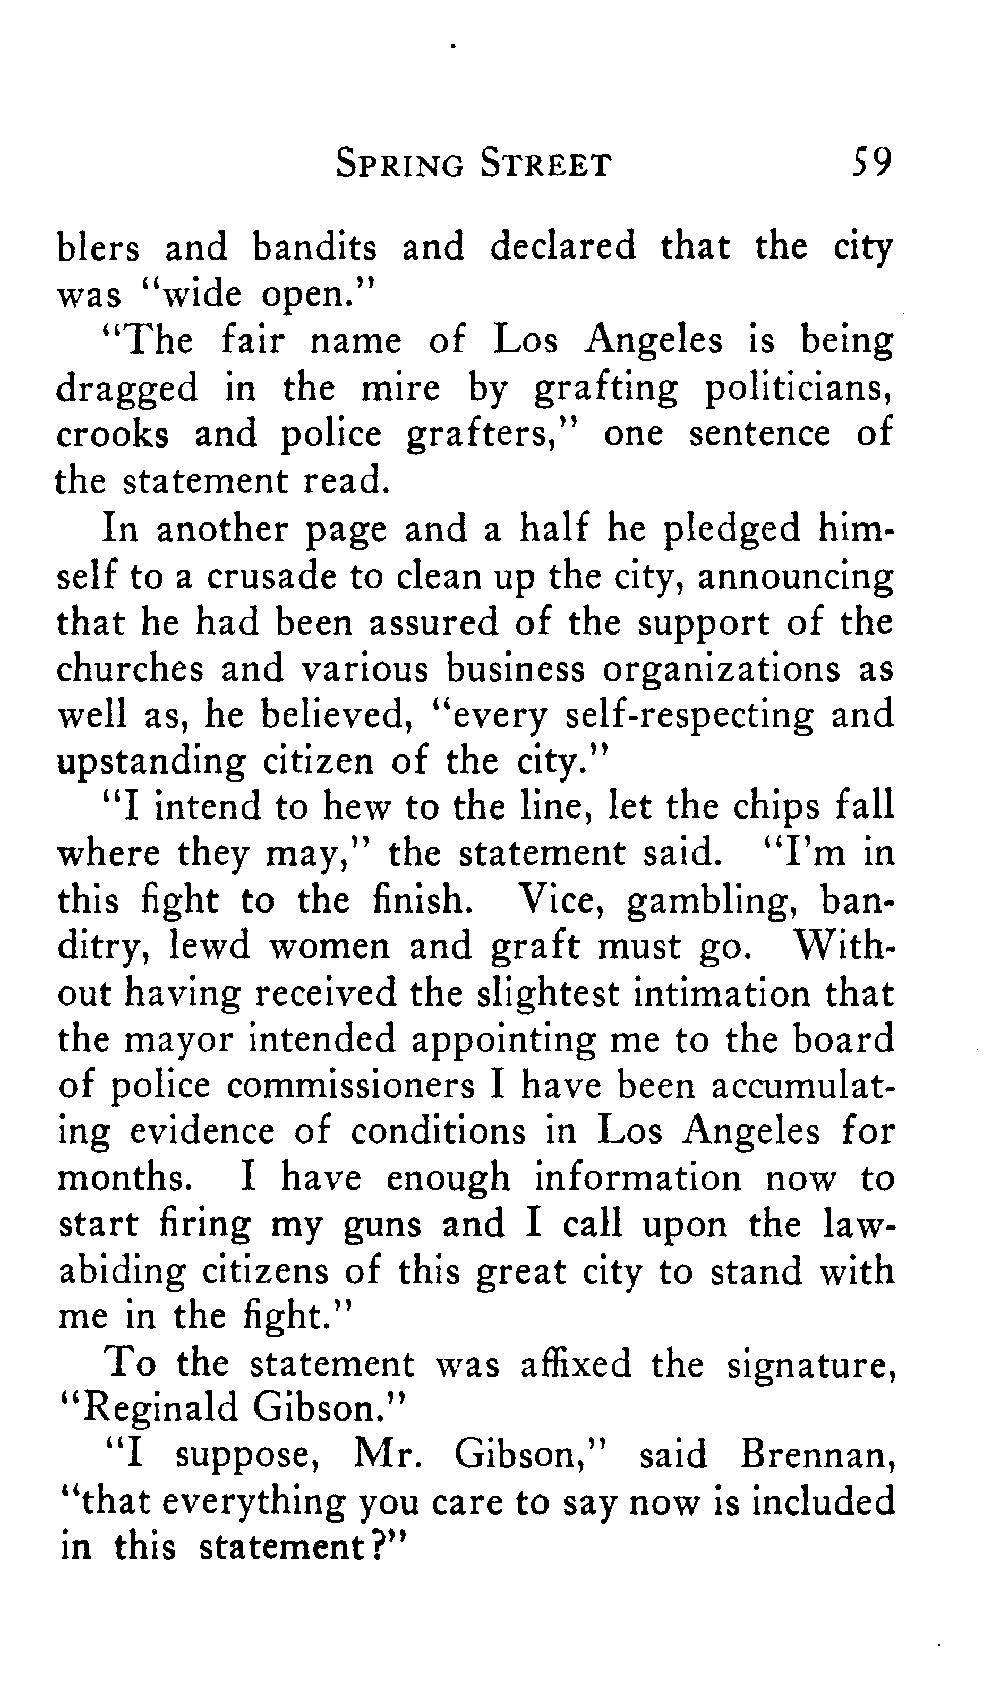 SPRING STREET 59
blers and bandits and declared that the city
was "wide open."
"The fair name of Los Angeles is being
dragged in the mire by grafting politicians,
crooks and police grafters," one sentence of
the statement read.
In another page and a half he pledged him-
self to a crusade to clean up the city, announcing
that he had been assured of the support of the
churches and various business organizations as
well as, he believed, "every self-respecting and
upstanding citizen of the city."
"I intend to hew to the line, let the chips fall
where they may," the statement said. "I'm in
this fight to the finish. Vice, gambling, ban-
ditry, lewd women and graft must go. With-
out having received the slightest intimation that
the mayor intended appointing me to the board
of police commissioners I have been accumulat-
ing evidence of conditions in Los Angeles for
months. I have enough information now to
start firing my guns and I call upon the law-
abiding citizens of this great city to stand with
me in the fight."
To the statement was affixed the signature,
"Reginald Gibson."
"I suppose, Mr. Gibson," said Brennan,
"that everything you care to say now is included
in this statement?"